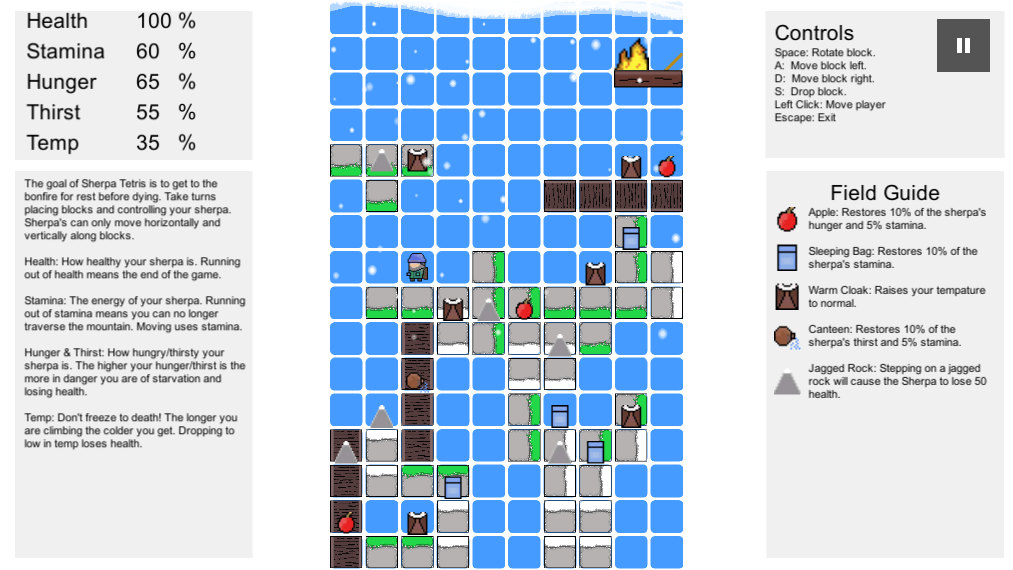 Health 100 %
Stamina 60 %
Hunger 65 %
Thirst 55 %
Temp 35 %
The goal of Sherpa Tetris is to get to the
bonfire for rest before dying. Take turns
placing blocks and controlling your sherpa.
Sherpa's can only move horizontally and
vertically along blocks.
Health: How healthy your sherpa is. Running
out of health means the end of the game.
Stamina: The energy of your sherpa. Running
out of stamina means you can no longer
traverse the mountain. Moving uses stamina.
Hunger & Thirst: How hungry/thirsty your
sherpa is. The higher your hunger/thirst is the
more in danger you are of starvation and
losing health.
Temp: Don't freeze to death! The longer you
are climbing the colder you get. Dropping to
low in temp loses health.
Controls
Space: Rotate block.
A: Move block left.
D: Move block right.
S: Drop block.
Left Click: Move player
Escape: Exit
Field Guide
Apple: Restores 10% of the sherpa's
hunger and 5% stamina.
Sleeping Bag: Restores 10% of the
sherpa's stamina.
Warm Cloak: Raises your tempature
to normal.
Canteen: Restores 10% of the
sherpa's thirst and 5% stamina.
Jagged Rock: Stepping on a jagged
rock will cause the Sherpa to lose 50
health.